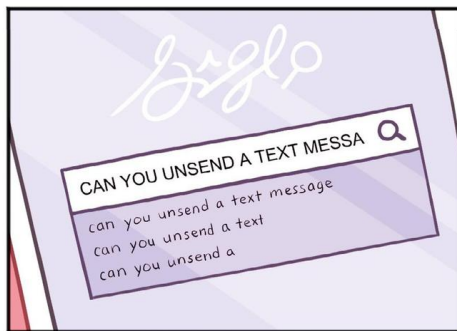 CAN YOU UNSEND A TEXT MESSA
can you unsend a text message
can you unsend a text
can you unsend a